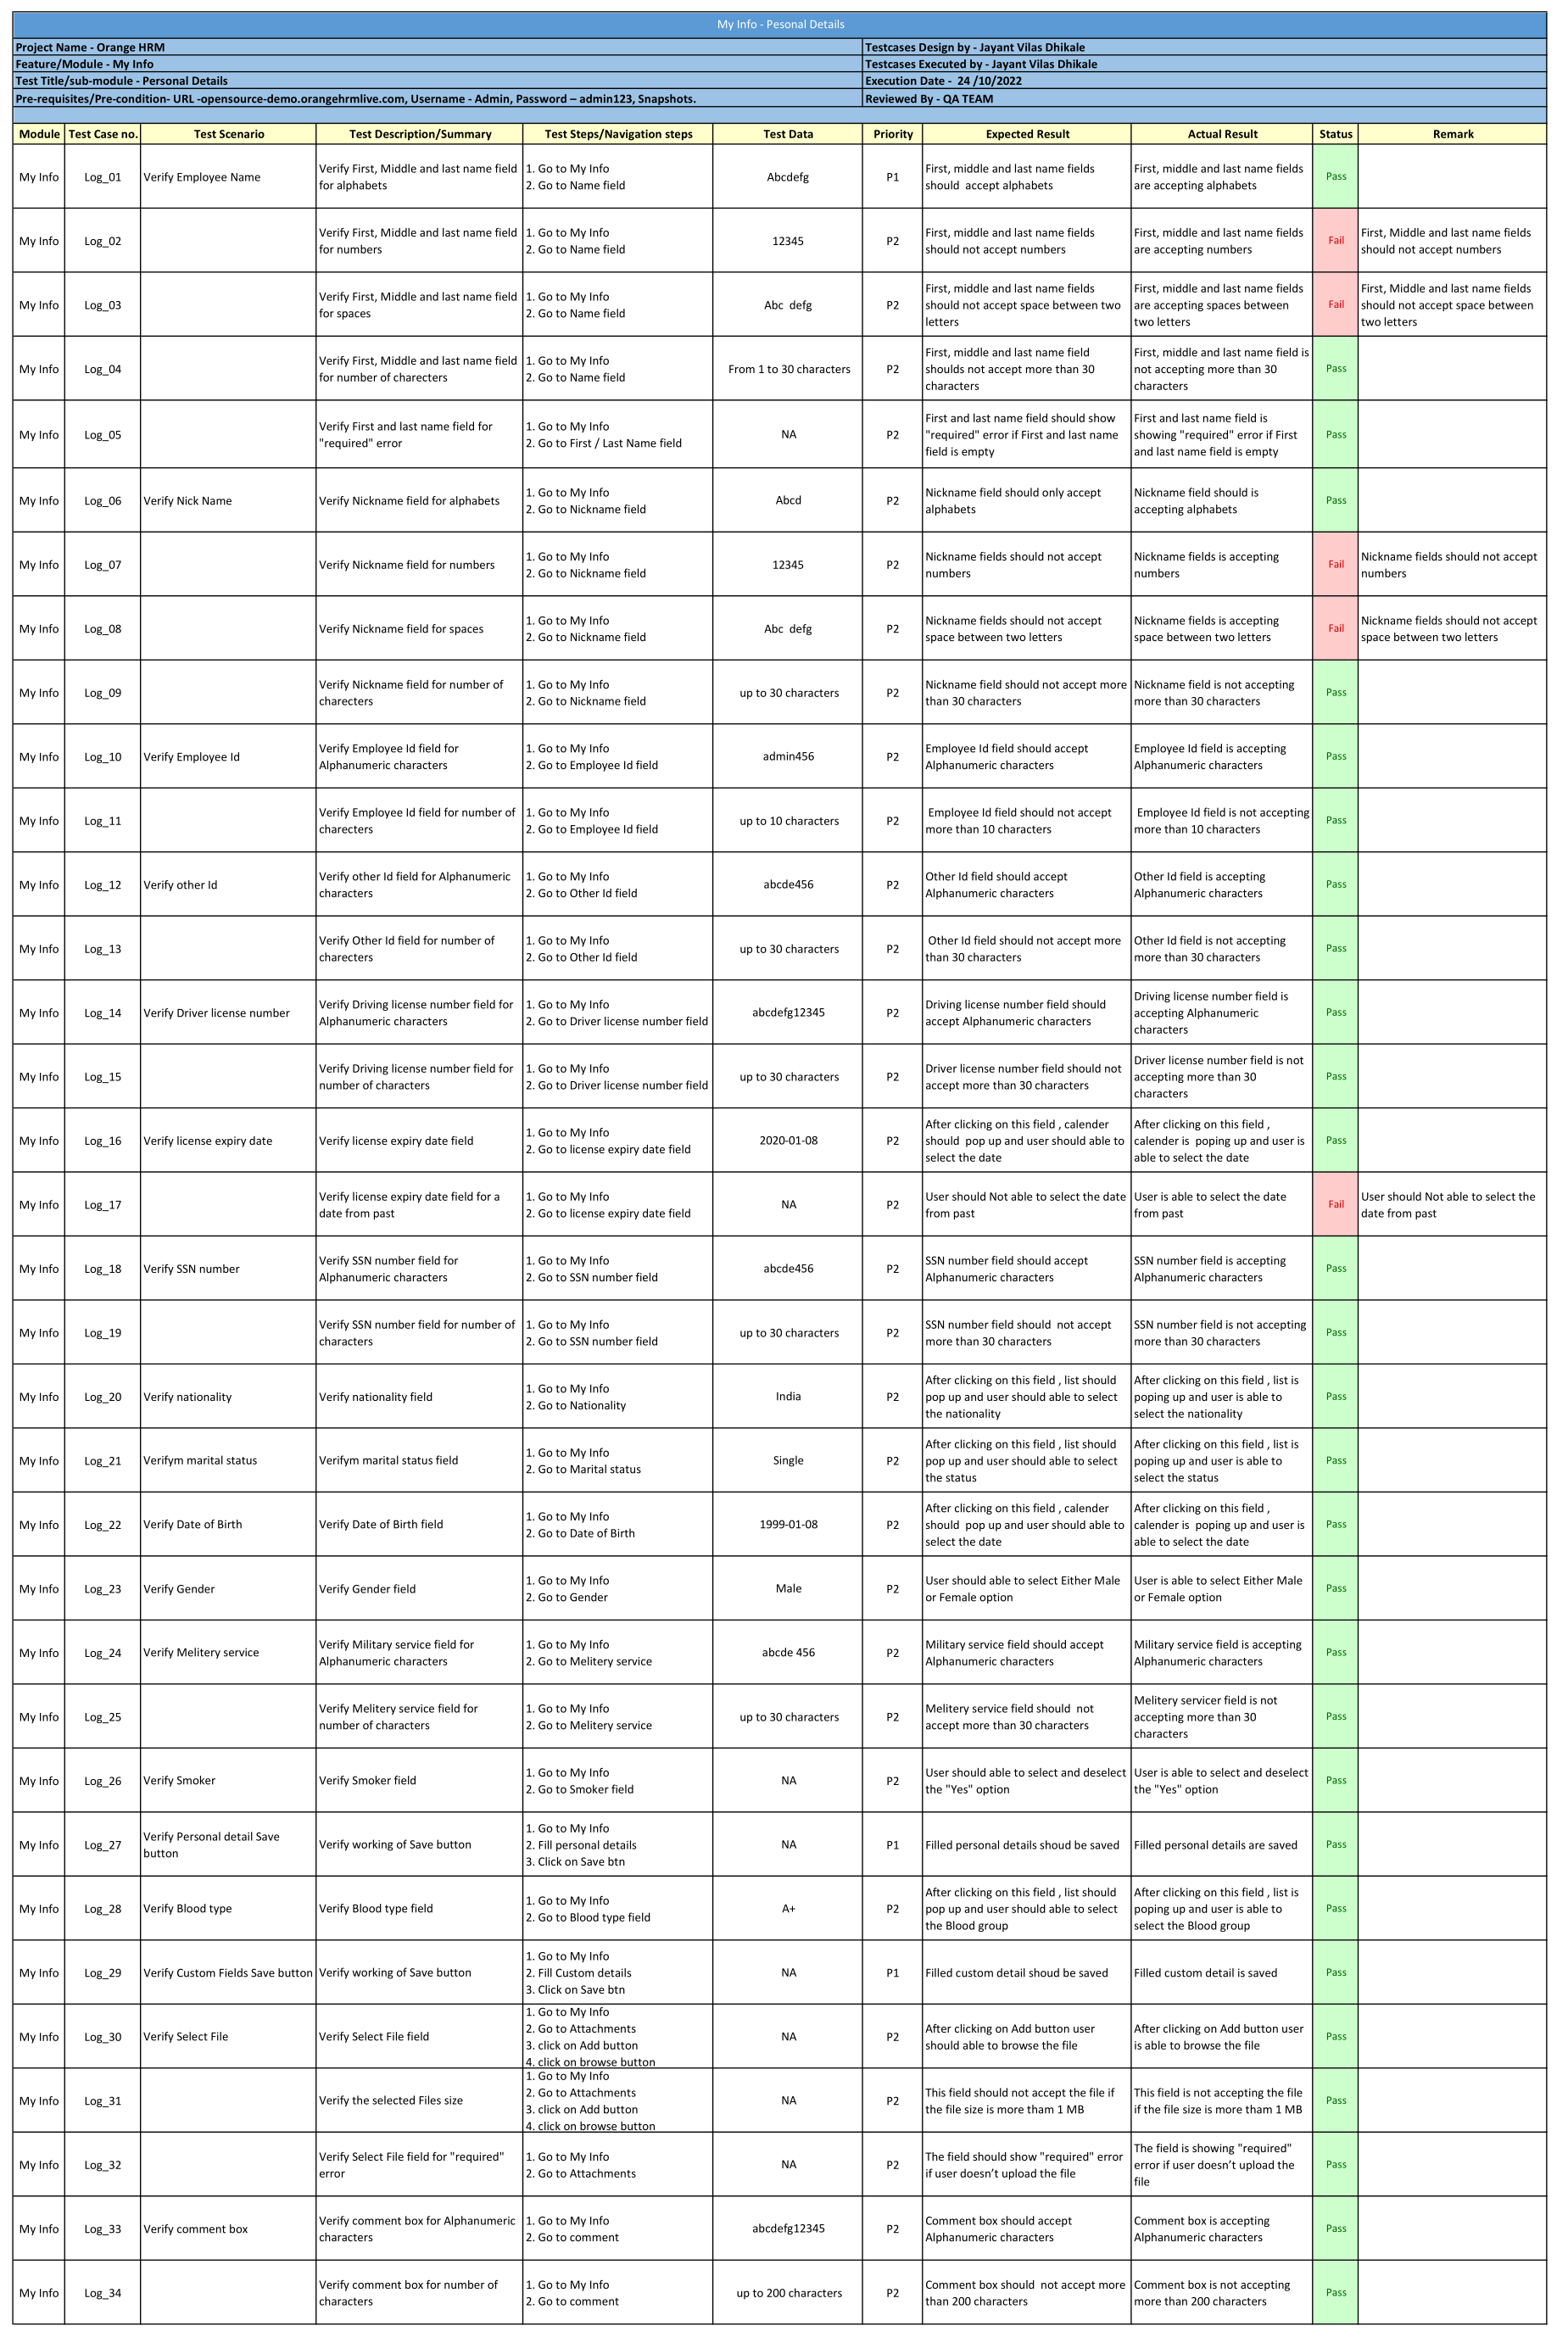 My Info - Pesonal Details
Project Name - Orange HRM
Testcases Design by - Jayant Vilas Dhikale
Feature/Module - My Info
Testcases Executed by - Jayant Vilas Dhikale
Test Title/sub-module - Personal Details
Execution Date -  24 /10/2022
Pre-requisites/Pre-condition- URL -opensource-demo.orangehrmlive.com, Username - Admin, Password – admin123, Snapshots.
Reviewed By - QA TEAM
Module Test Case no. Test Scenario Test Description/Summary Test Steps/Navigation steps Test Data Priority Expected Result Actual Result Status Remark
My Info
Log_01
Verify Employee Name
Verify First, Middle and last name field
for alphabets
1. Go to My Info
2. Go to Name field
Abcdefg
P1
First, middle and last name fields
should  accept alphabets
First, middle and last name fields
are accepting alphabets
Pass
My Info
Log_02
Verify First, Middle and last name field
for numbers
1. Go to My Info
2. Go to Name field
12345
P2
First, middle and last name fields
should not accept numbers
First, middle and last name fields
are accepting numbers
Fail
First, Middle and last name fields
should not accept numbers
My Info
Log_03
Verify First, Middle and last name field
for spaces
1. Go to My Info
2. Go to Name field
Abc  defg
P2
First, middle and last name fields
should not accept space between two
letters
First, middle and last name fields
are accepting spaces between
two letters
Fail
First, Middle and last name fields
should not accept space between
two letters
My Info
Log_04
Verify First, Middle and last name field
for number of charecters
1. Go to My Info
2. Go to Name field
From 1 to 30 characters
P2
First, middle and last name field
shoulds not accept more than 30
characters
First, middle and last name field is
not accepting more than 30
characters
Pass
My Info
Log_05
Verify First and last name field for
"required" error
1. Go to My Info
2. Go to First / Last Name field
NA
P2
First and last name field should show
"required" error if First and last name
field is empty
First and last name field is
showing "required" error if First
and last name field is empty
Pass
My Info
Log_06
Verify Nick Name
Verify Nickname field for alphabets
1. Go to My Info
2. Go to Nickname field
Abcd
P2
Nickname field should only accept
alphabets
Nickname field should is
accepting alphabets
Pass
My Info
Log_07
Verify Nickname field for numbers
1. Go to My Info
2. Go to Nickname field
12345
P2
Nickname fields should not accept
numbers
Nickname fields is accepting
numbers
Fail
Nickname fields should not accept
numbers
My Info
Log_08
Verify Nickname field for spaces
1. Go to My Info
2. Go to Nickname field
Abc  defg
P2
Nickname fields should not accept
space between two letters
Nickname fields is accepting
space between two letters
Fail
Nickname fields should not accept
space between two letters
My Info
Log_09
Verify Nickname field for number of
charecters
1. Go to My Info
2. Go to Nickname field
up to 30 characters
P2
Nickname field should not accept more
than 30 characters
Nickname field is not accepting
more than 30 characters
Pass
My Info
Log_10
Verify Employee Id
Verify Employee Id field for
Alphanumeric characters
1. Go to My Info
2. Go to Employee Id field
admin456
P2
Employee Id field should accept
Alphanumeric characters
Employee Id field is accepting
Alphanumeric characters
Pass
My Info
Log_11
Verify Employee Id field for number of
charecters
1. Go to My Info
2. Go to Employee Id field
up to 10 characters
P2
Employee Id field should not accept
more than 10 characters
Employee Id field is not accepting
more than 10 characters
Pass
My Info
Log_12
Verify other Id
Verify other Id field for Alphanumeric
characters
1. Go to My Info
2. Go to Other Id field
abcde456
P2
Other Id field should accept
Alphanumeric characters
Other Id field is accepting
Alphanumeric characters
Pass
My Info
Log_13
Verify Other Id field for number of
charecters
1. Go to My Info
2. Go to Other Id field
up to 30 characters
P2
Other Id field should not accept more
than 30 characters
Other Id field is not accepting
more than 30 characters
Pass
My Info
Log_14
Verify Driver license number
Verify Driving license number field for
Alphanumeric characters
1. Go to My Info
2. Go to Driver license number field
abcdefg12345
P2
Driving license number field should
accept Alphanumeric characters
Driving license number field is
accepting Alphanumeric
characters
Pass
My Info
Log_15
Verify Driving license number field for
number of characters
1. Go to My Info
2. Go to Driver license number field
up to 30 characters
P2
Driver license number field should not
accept more than 30 characters
Driver license number field is not
accepting more than 30
characters
Pass
My Info
Log_16
Verify license expiry date
Verify license expiry date field
1. Go to My Info
2. Go to license expiry date field
2020-01-08
P2
After clicking on this field , calender
should  pop up and user should able to
select the date
After clicking on this field ,
calender is  poping up and user is
able to select the date
Pass
My Info
Log_17
Verify license expiry date field for a
date from past
1. Go to My Info
2. Go to license expiry date field
NA
P2
User should Not able to select the date
from past
User is able to select the date
from past
Fail
User should Not able to select the
date from past
My Info
Log_18
Verify SSN number
Verify SSN number field for
Alphanumeric characters
1. Go to My Info
2. Go to SSN number field
abcde456
P2
SSN number field should accept
Alphanumeric characters
SSN number field is accepting
Alphanumeric characters
Pass
My Info
Log_19
Verify SSN number field for number of
characters
1. Go to My Info
2. Go to SSN number field
up to 30 characters
P2
SSN number field should  not accept
more than 30 characters
SSN number field is not accepting
more than 30 characters
Pass
My Info
Log_20
Verify nationality
Verify nationality field
1. Go to My Info
2. Go to Nationality
India
P2
After clicking on this field , list should
pop up and user should able to select
the nationality
After clicking on this field , list is
poping up and user is able to
select the nationality
Pass
My Info
Log_21
Verifym marital status
Verifym marital status field
1. Go to My Info
2. Go to Marital status
Single
P2
After clicking on this field , list should
pop up and user should able to select
the status
After clicking on this field , list is
poping up and user is able to
select the status
Pass
My Info
Log_22
Verify Date of Birth
Verify Date of Birth field
1. Go to My Info
2. Go to Date of Birth
1999-01-08
P2
After clicking on this field , calender
should  pop up and user should able to
select the date
After clicking on this field ,
calender is  poping up and user is
able to select the date
Pass
My Info
Log_23
Verify Gender
Verify Gender field
1. Go to My Info
2. Go to Gender
Male
P2
User should able to select Either Male
or Female option
User is able to select Either Male
or Female option
Pass
My Info
Log_24
Verify Melitery service
Verify Military service field for
Alphanumeric characters
1. Go to My Info
2. Go to Melitery service
abcde 456
P2
Military service field should accept
Alphanumeric characters
Military service field is accepting
Alphanumeric characters
Pass
My Info
Log_25
Verify Melitery service field for
number of characters
1. Go to My Info
2. Go to Melitery service
up to 30 characters
P2
Melitery service field should  not
accept more than 30 characters
Melitery servicer field is not
accepting more than 30
characters
Pass
My Info
Log_26
Verify Smoker
Verify Smoker field
1. Go to My Info
2. Go to Smoker field
NA
P2
User should able to select and deselect
the "Yes" option
User is able to select and deselect
the "Yes" option
Pass
My Info
Log_27
Verify Personal detail Save
button
Verify working of Save button
1. Go to My Info
2. Fill personal details
3. Click on Save btn
NA
P1
Filled personal details shoud be saved
Filled personal details are saved
Pass
My Info
Log_28
Verify Blood type
Verify Blood type field
1. Go to My Info
2. Go to Blood type field
A+
P2
After clicking on this field , list should
pop up and user should able to select
the Blood group
After clicking on this field , list is
poping up and user is able to
select the Blood group
Pass
My Info
Log_29
Verify Custom Fields Save button
Verify working of Save button
1. Go to My Info
2. Fill Custom details
3. Click on Save btn
NA
P1
Filled custom detail shoud be saved
Filled custom detail is saved
Pass
My Info
Log_30
Verify Select File
Verify Select File field
1. Go to My Info
2. Go to Attachments
3. click on Add button
4. click on browse button
NA
P2
After clicking on Add button user
should able to browse the file
After clicking on Add button user
is able to browse the file
Pass
My Info
Log_31
Verify the selected Files size
1. Go to My Info
2. Go to Attachments
3. click on Add button
4. click on browse button
NA
P2
This field should not accept the file if
the file size is more tham 1 MB
This field is not accepting the file
if the file size is more tham 1 MB
Pass
My Info
Log_32
Verify Select File field for "required"
error
1. Go to My Info
2. Go to Attachments
NA
P2
The field should show "required" error
if user doesn’t upload the file
The field is showing "required"
error if user doesn’t upload the
file
Pass
My Info
Log_33
Verify comment box
Verify comment box for Alphanumeric
characters
1. Go to My Info
2. Go to comment
abcdefg12345
P2
Comment box should accept
Alphanumeric characters
Comment box is accepting
Alphanumeric characters
Pass
My Info
Log_34
Verify comment box for number of
characters
1. Go to My Info
2. Go to comment
up to 200 characters
P2
Comment box should  not accept more
than 200 characters
Comment box is not accepting
more than 200 characters
Pass